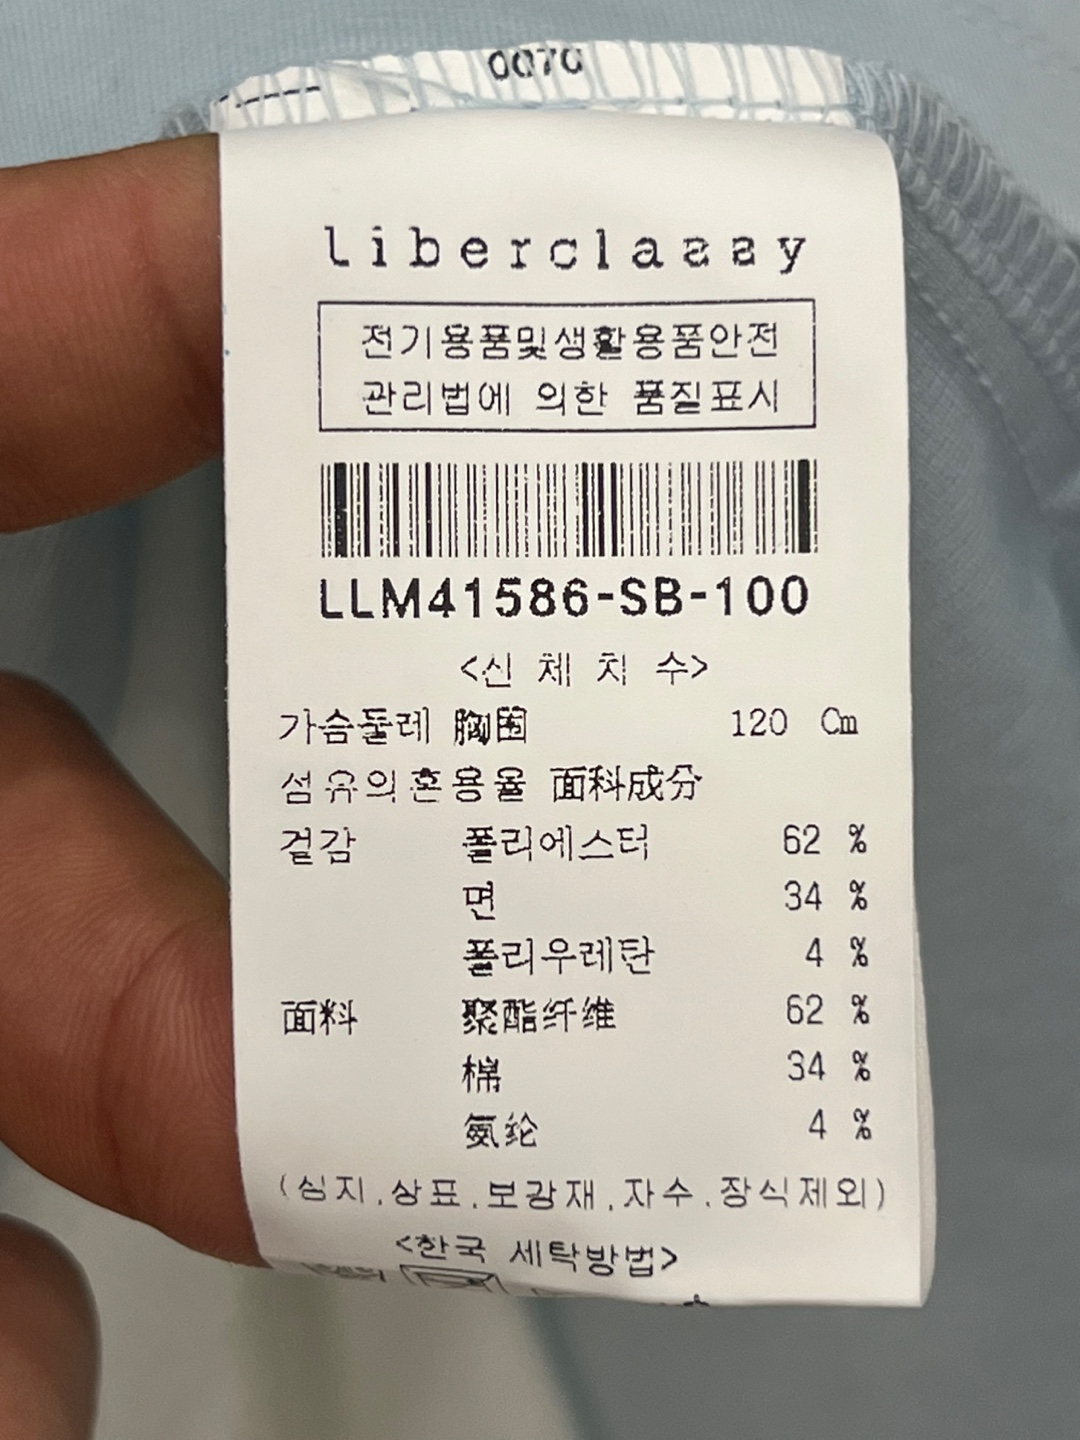 0070
Liberclassy
전기용품및생활용품안전
관리법에 의한 품질표시
LLM41586-SB-100
<신 체 치 수>
가슴둘레 胸围 120 Cm
섬유의혼용율 面料成分
겉감 폴리에스터 62 %
면 34 %
폴리우레탄 4 %
面料 聚酯纤维 62 %
棉 34 %
氨纶 4 %
(심지,상표,보강재,자수,장식제외)
<한국 세탁방법>